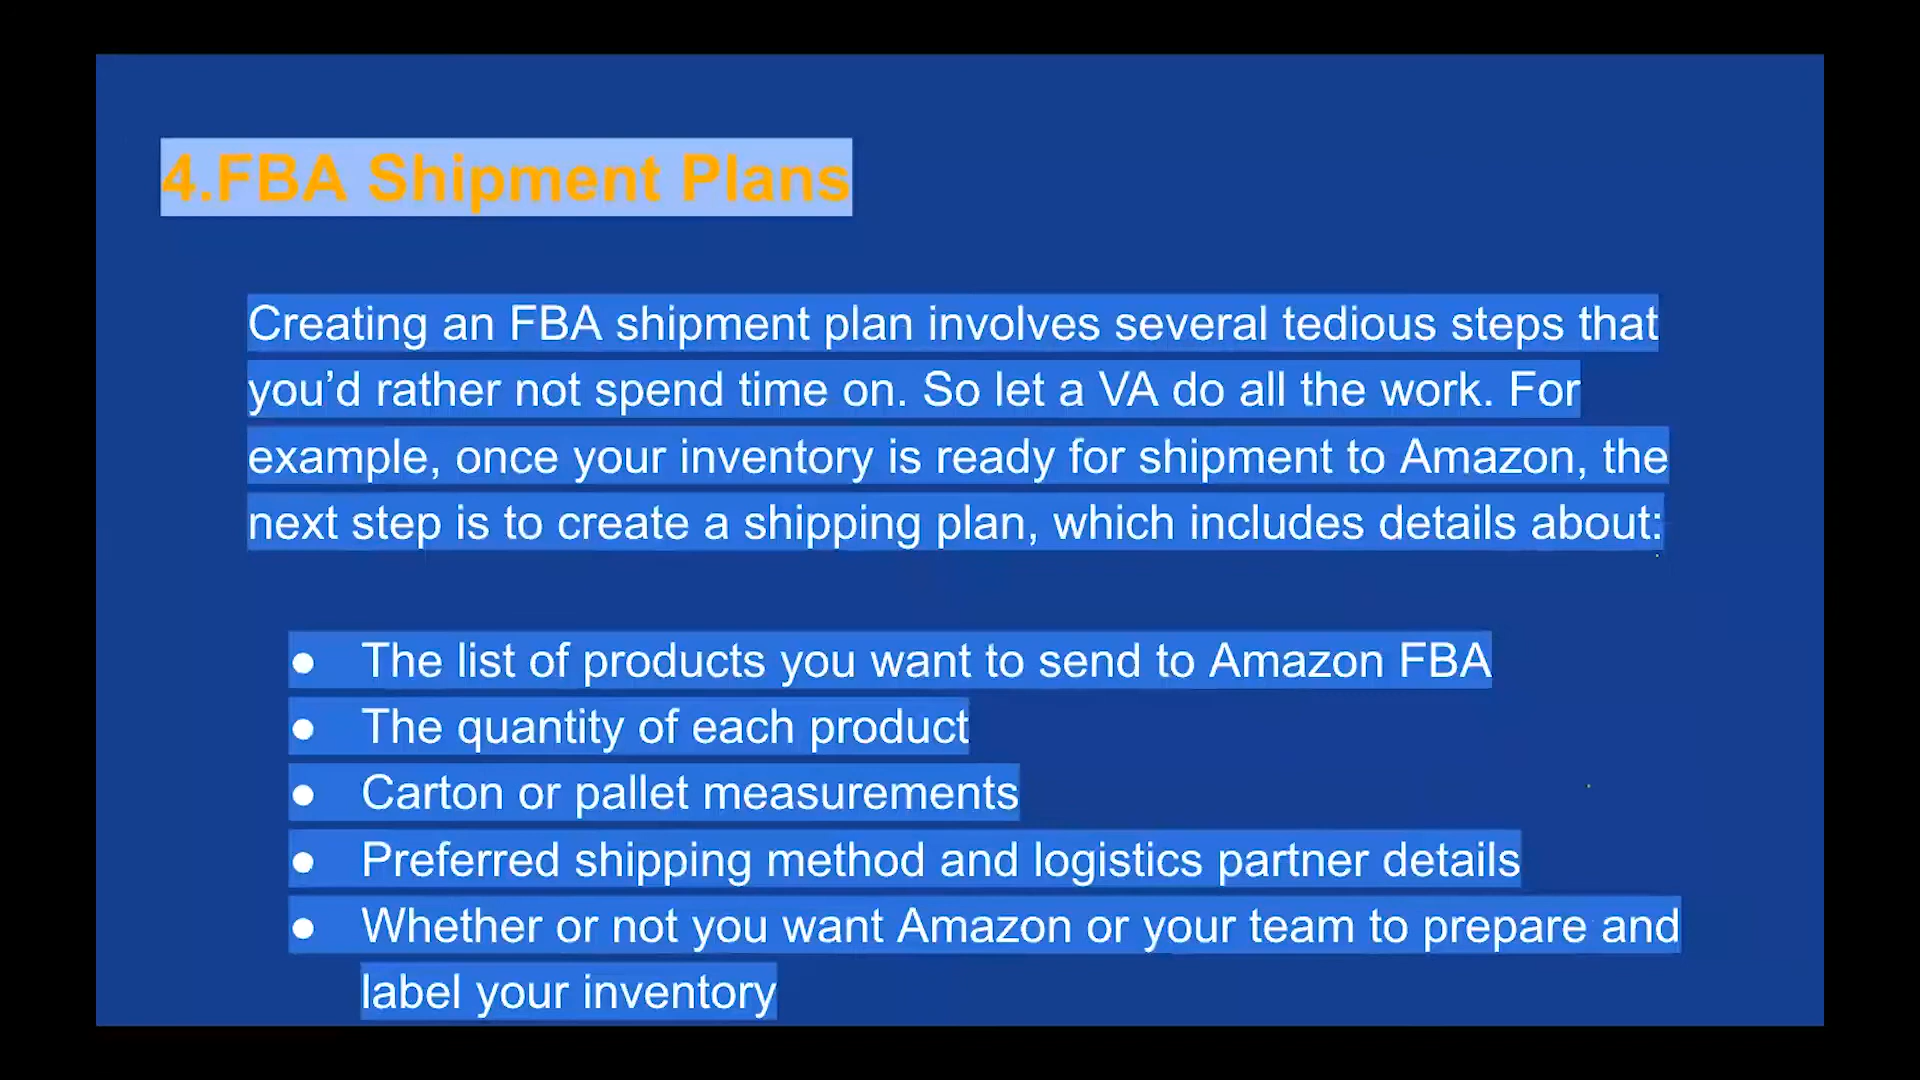 4.FBA Shipment Plans
Creating an FBA shipment plan involves several tedious steps that
you’d rather not spend time on. So let a VA do all the work. For
example, once your inventory is ready for shipment to Amazon, the
next step is to create a shipping plan, which includes details about:
● The list of products you want to send to Amazon FBA
● The quantity of each product
● Carton or pallet measurements
● Preferred shipping method and logistics partner details
● Whether or not you want Amazon or your team to prepare and
label your inventory